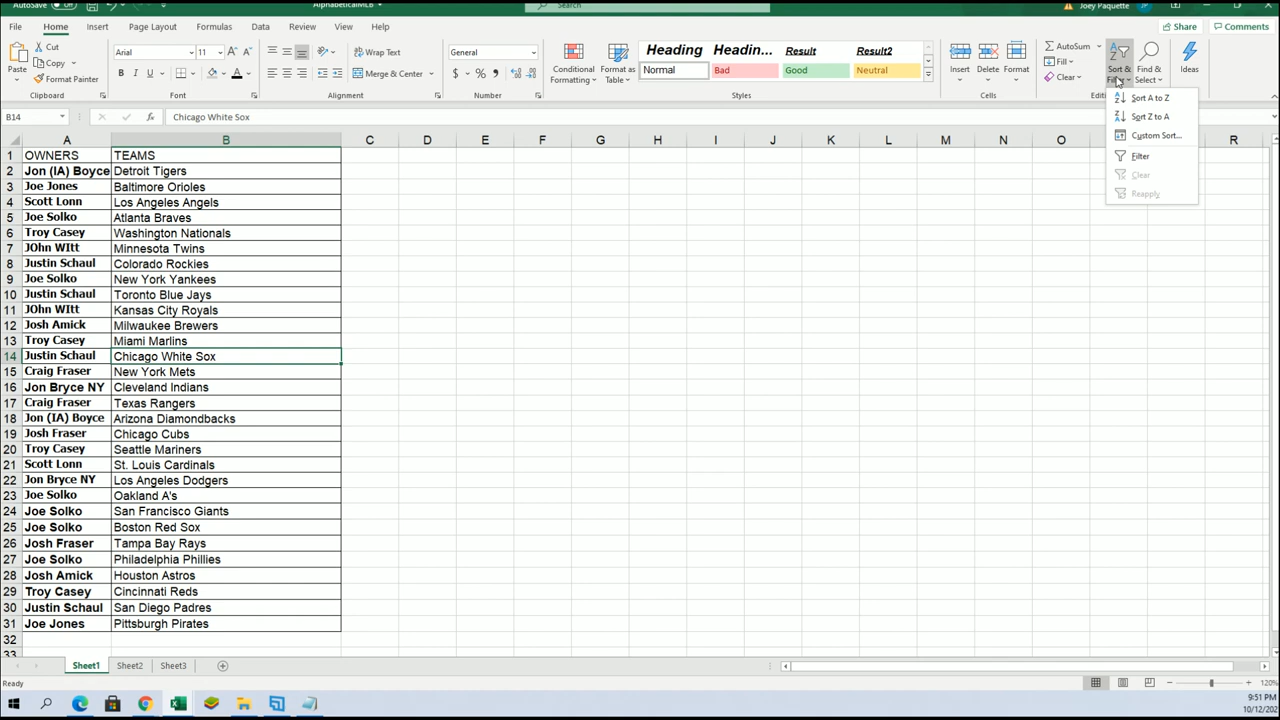 AutoSave Off AlphabeticalMLB Search Joey Paquette JP
File Home Insert Page Layout Formulas Data Review View Help Share Comments
Paste Cut Copy Format Painter
Clipboard
Arial 11
B I U
Font
Wrap Text
Merge & Center
Alignment
General
$ % 9
Number
Conditional Formatting Format as Table
Heading Headin... Result Result2
Normal Bad Good Neutral
Styles
Insert Delete Format
Cells
AutoSum
Fill
Clear
Sort & Filter Find & Select
Ideas
Sort A to Z
Sort Z to A
Custom Sort...
Filter
Clear
Reapply
B14 fx Chicago White Sox
A B C D E F G H I J K L M N O R
1 OWNERS TEAMS
2 Jon (IA) Boyce Detroit Tigers
3 Joe Jones Baltimore Orioles
4 Scott Lonn Los Angeles Angels
5 Joe Solko Atlanta Braves
6 Troy Casey Washington Nationals
7 JOhn WItt Minnesota Twins
8 Justin Schaul Colorado Rockies
9 Joe Solko New York Yankees
10 Justin Schaul Toronto Blue Jays
11 JOhn WItt Kansas City Royals
12 Josh Amick Milwaukee Brewers
13 Troy Casey Miami Marlins
14 Justin Schaul Chicago White Sox
15 Craig Fraser New York Mets
16 Jon Bryce NY Cleveland Indians
17 Craig Fraser Texas Rangers
18 Jon (IA) Boyce Arizona Diamondbacks
19 Josh Fraser Chicago Cubs
20 Troy Casey Seattle Mariners
21 Scott Lonn St. Louis Cardinals
22 Jon Bryce NY Los Angeles Dodgers
23 Joe Solko Oakland A's
24 Joe Solko San Francisco Giants
25 Joe Solko Boston Red Sox
26 Josh Fraser Tampa Bay Rays
27 Joe Solko Philadelphia Phillies
28 Josh Amick Houston Astros
29 Troy Casey Cincinnati Reds
30 Justin Schaul San Diego Padres
31 Joe Jones Pittsburgh Pirates
32
33
Sheet1 Sheet2 Sheet3
Ready 120%
9:51 PM
10/12/202